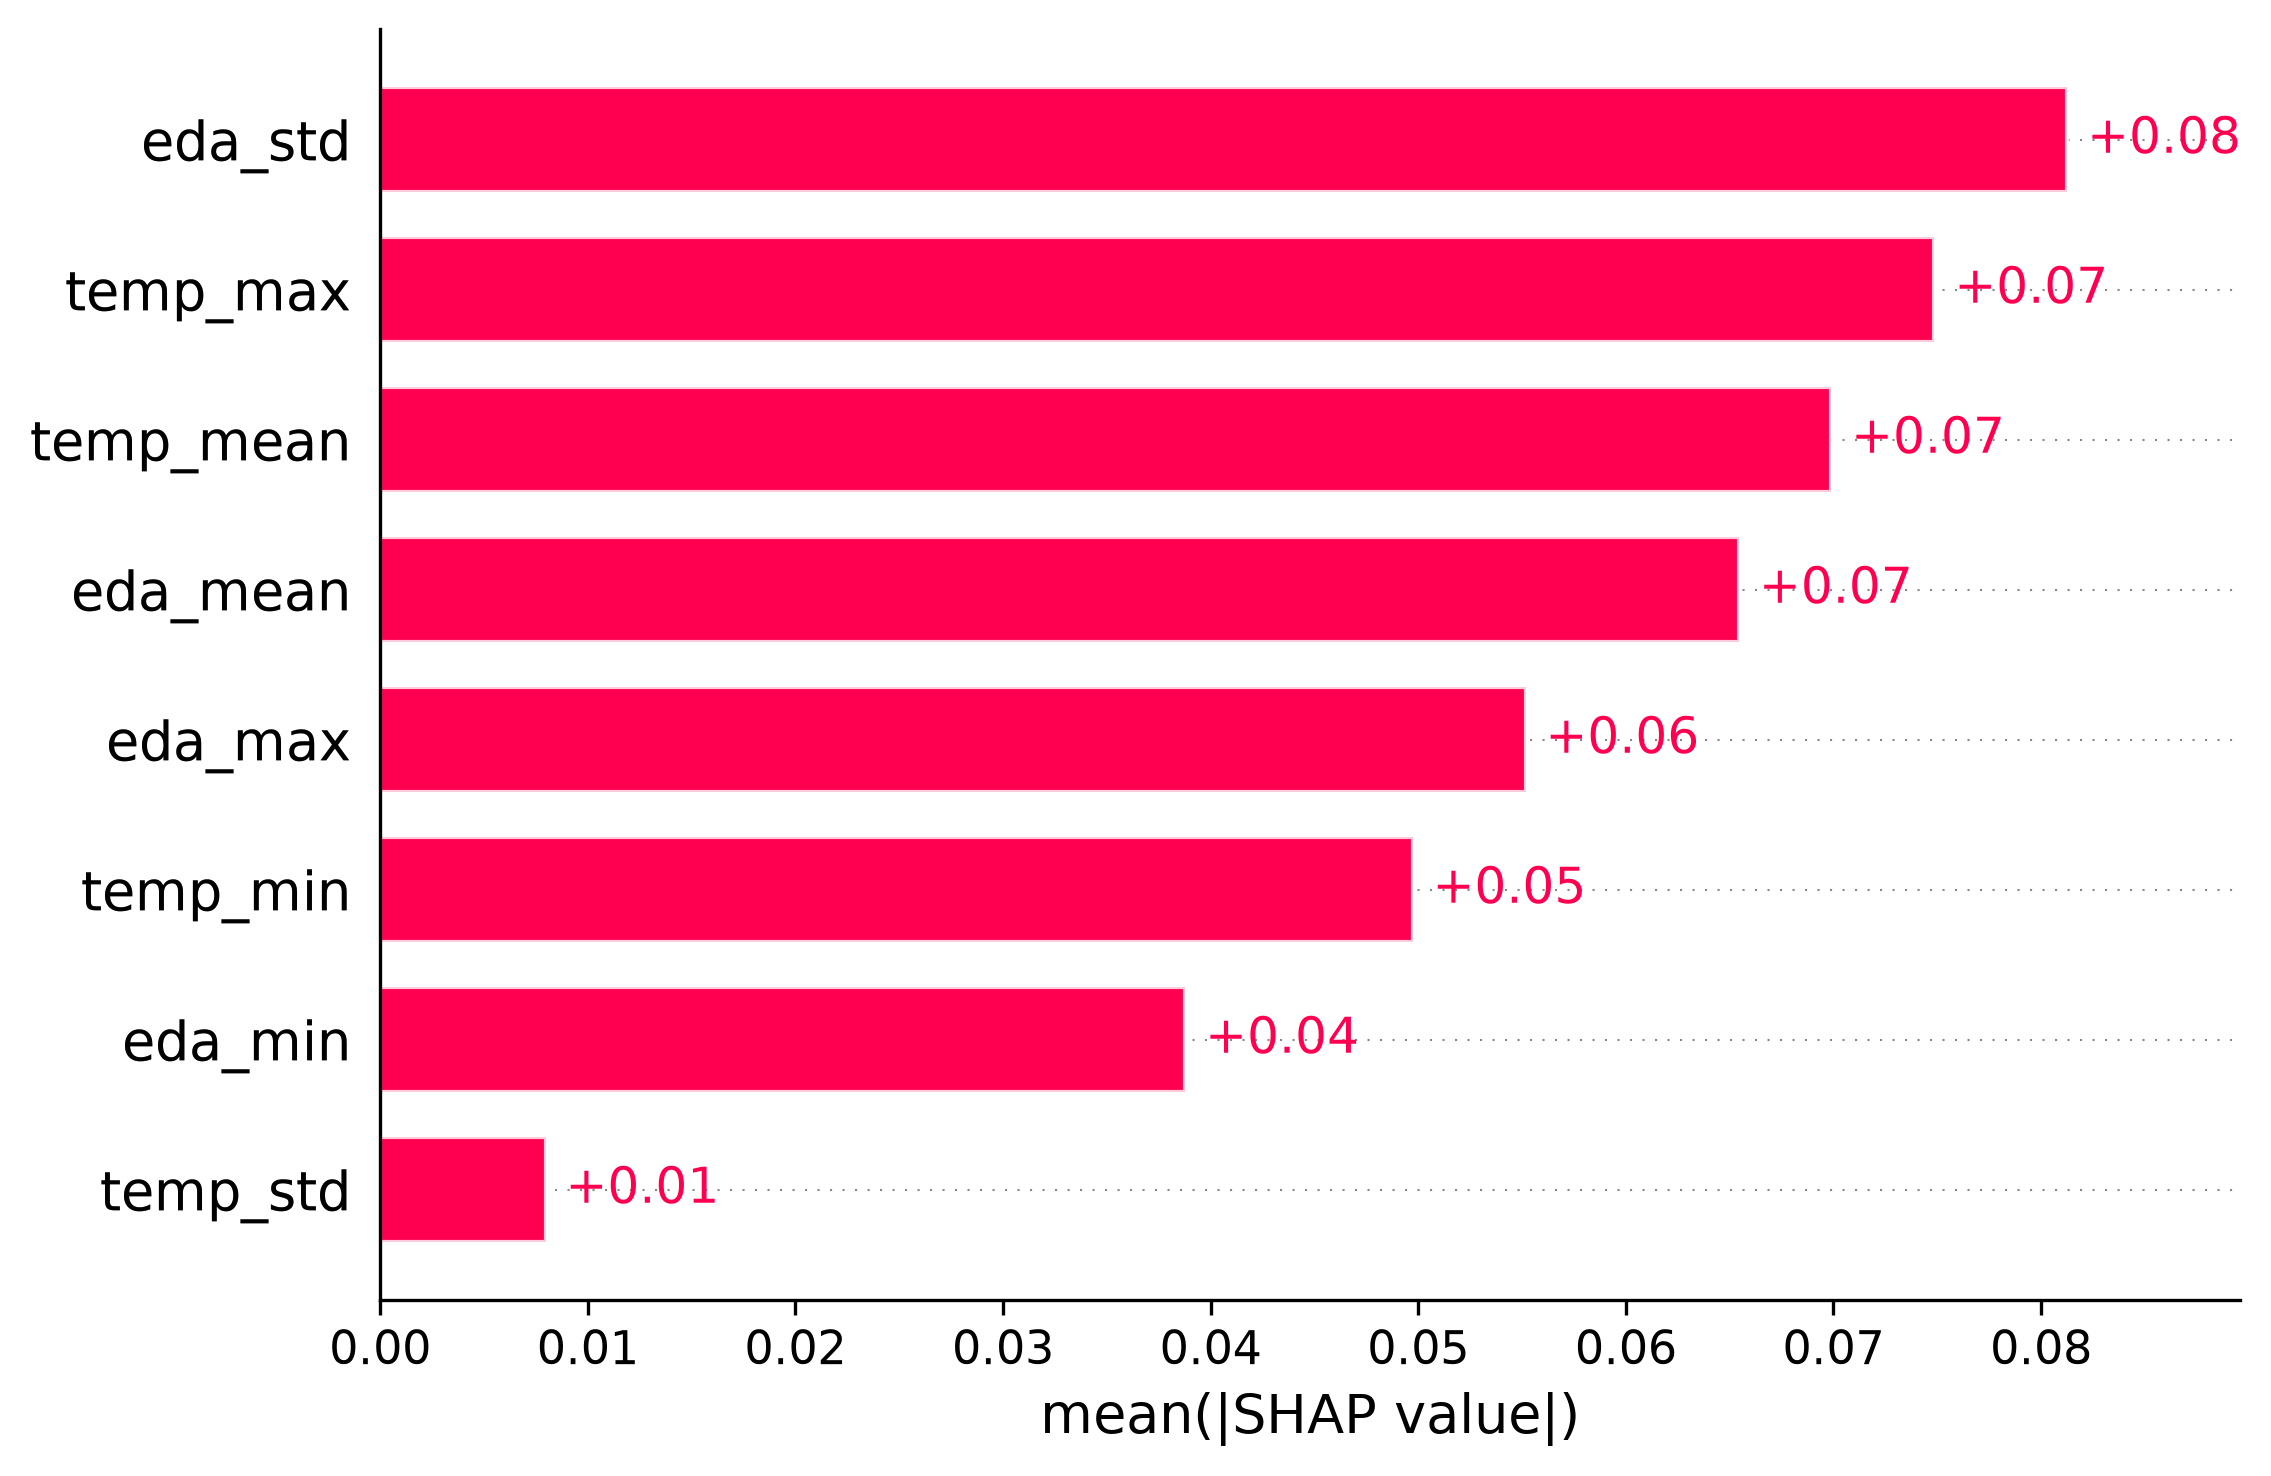 eda_std +0.08
temp_max +0.07
temp_mean +0.07
eda_mean +0.07
eda_max +0.06
temp_min +0.05
eda_min +0.04
temp_std +0.01
0.00 0.01 0.02 0.03 0.04 0.05 0.06 0.07 0.08
mean(|SHAP value|)